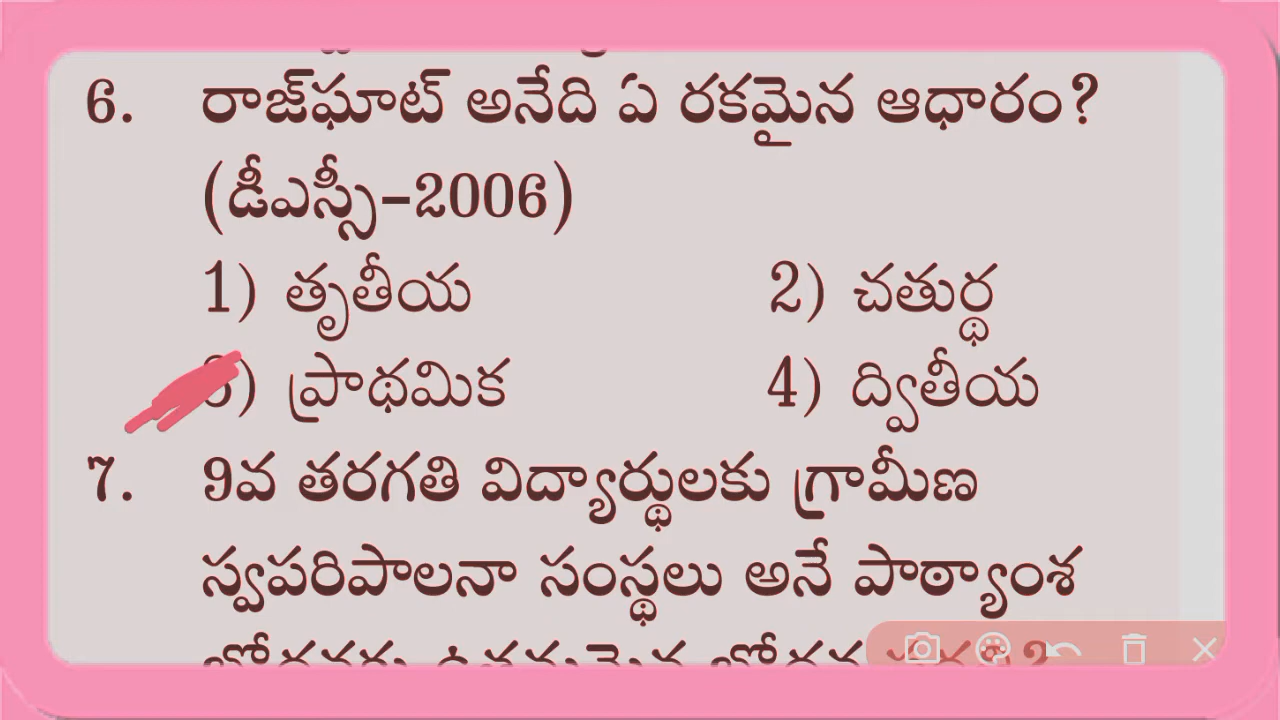 6. రాజ్‌ఘాట్ అనేది ఏ రకమైన ఆధారం?
(డీఎస్సీ-2006)
1) తృతీయ 2) చతుర్థ
3) ప్రాథమిక 4) ద్వితీయ
7. 9వ తరగతి విద్యార్థులకు గ్రామీణ
స్వపరిపాలనా సంస్థలు అనే పాఠ్యాంశ